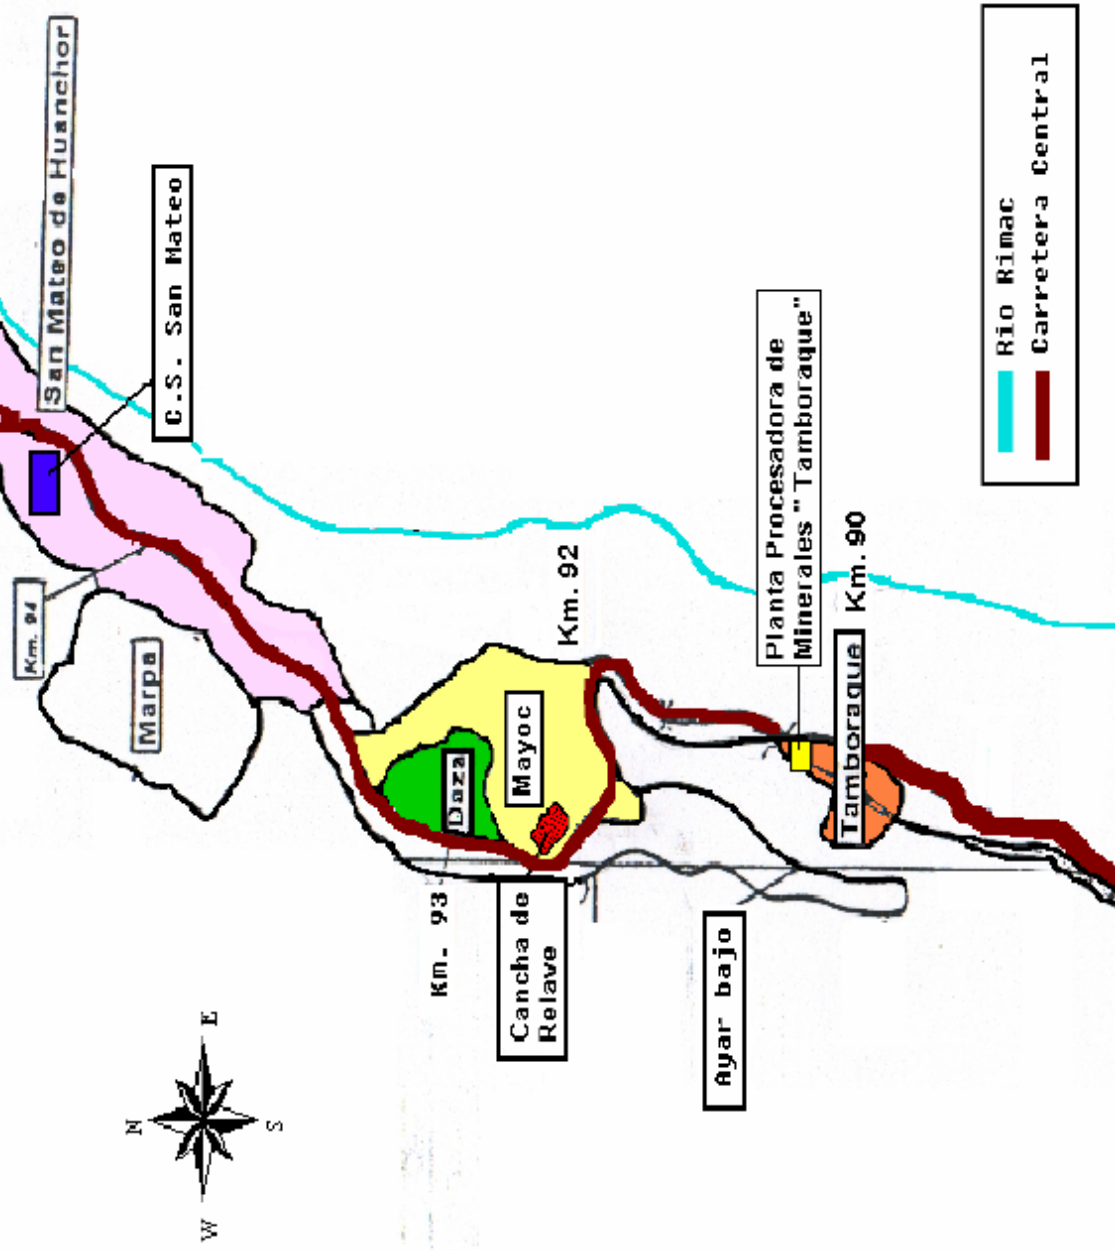 San Mateo de Huanchor
C.S. San Mateo
Km. 94
Marpa
Km. 92
Mayoc
Daza
Km. 93
Cancha de
Relave
Planta Procesadora de
Minerales "Tamboraque"
Km. 90
Tamboraque
Ayar bajo
Rio Rimac
Carretera Central
N
E
S
W